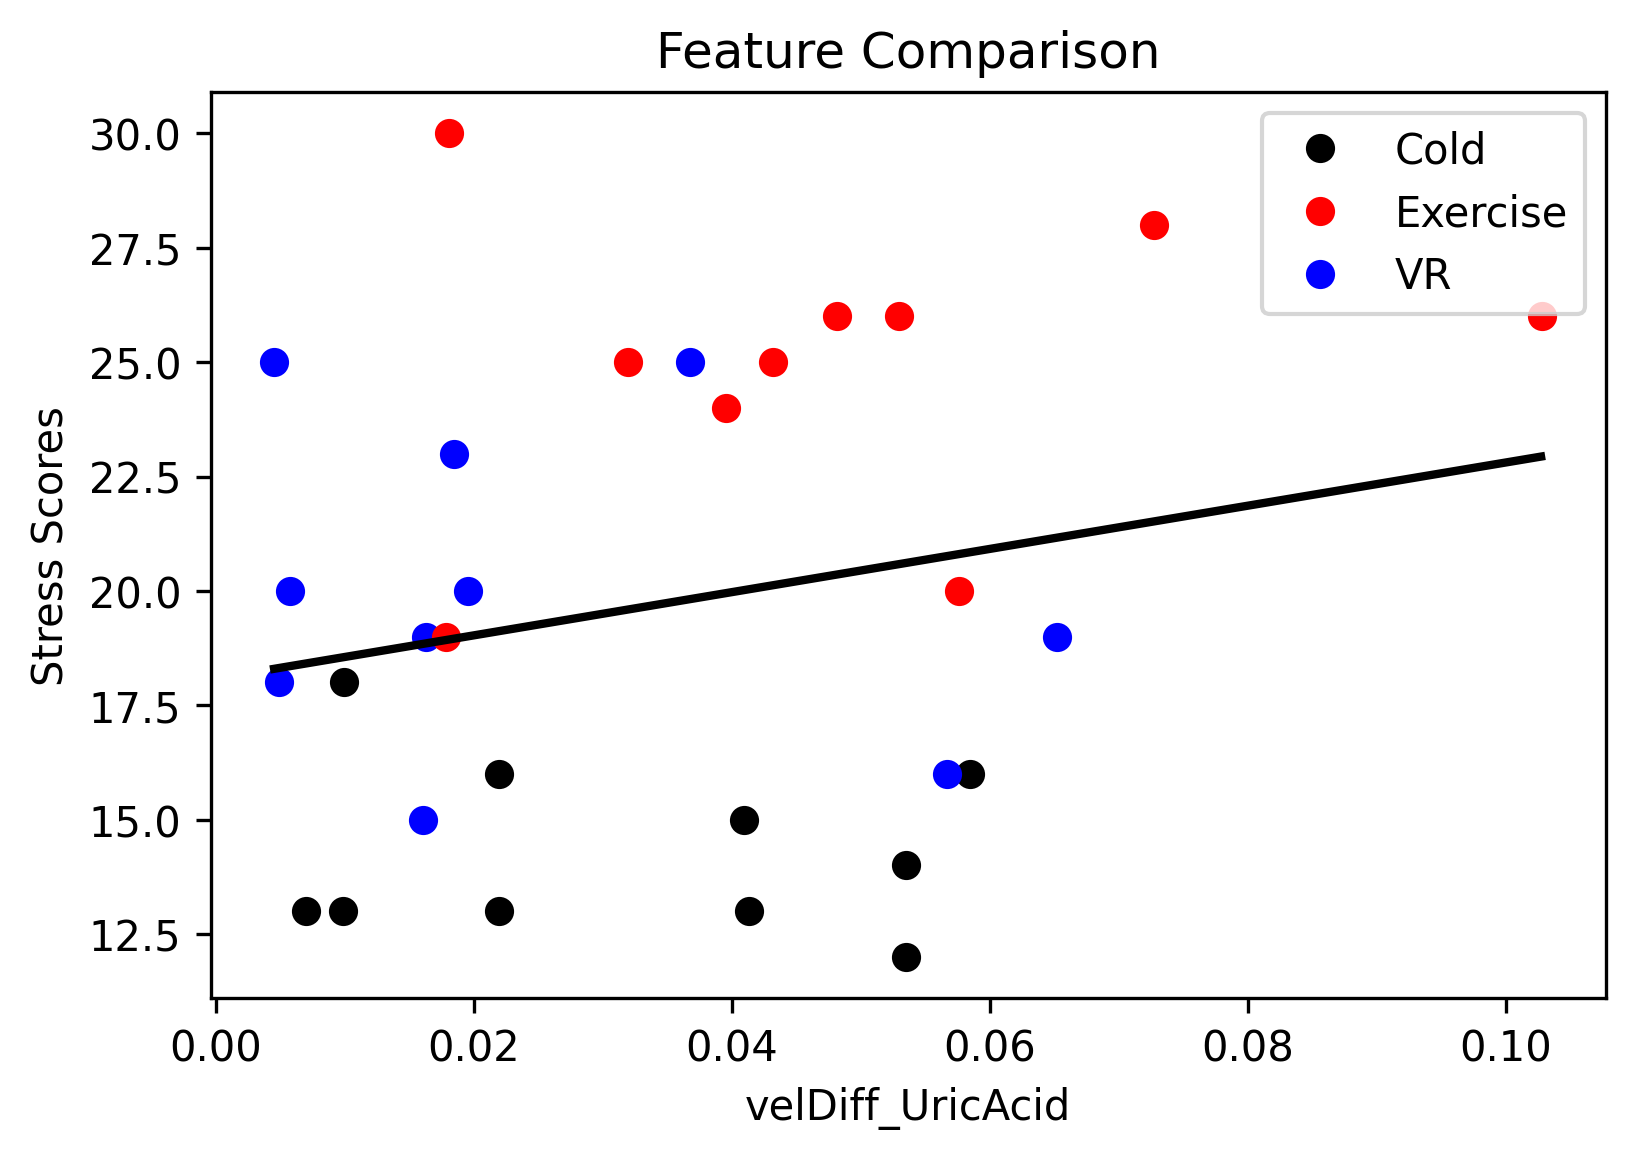 Feature Comparison
30.0
27.5
25.0
22.5
20.0
17.5
15.0
12.5
Stress Scores
Cold
Exercise
VR
0.00 0.02 0.04 0.06 0.08 0.10
velDiff_UricAcid